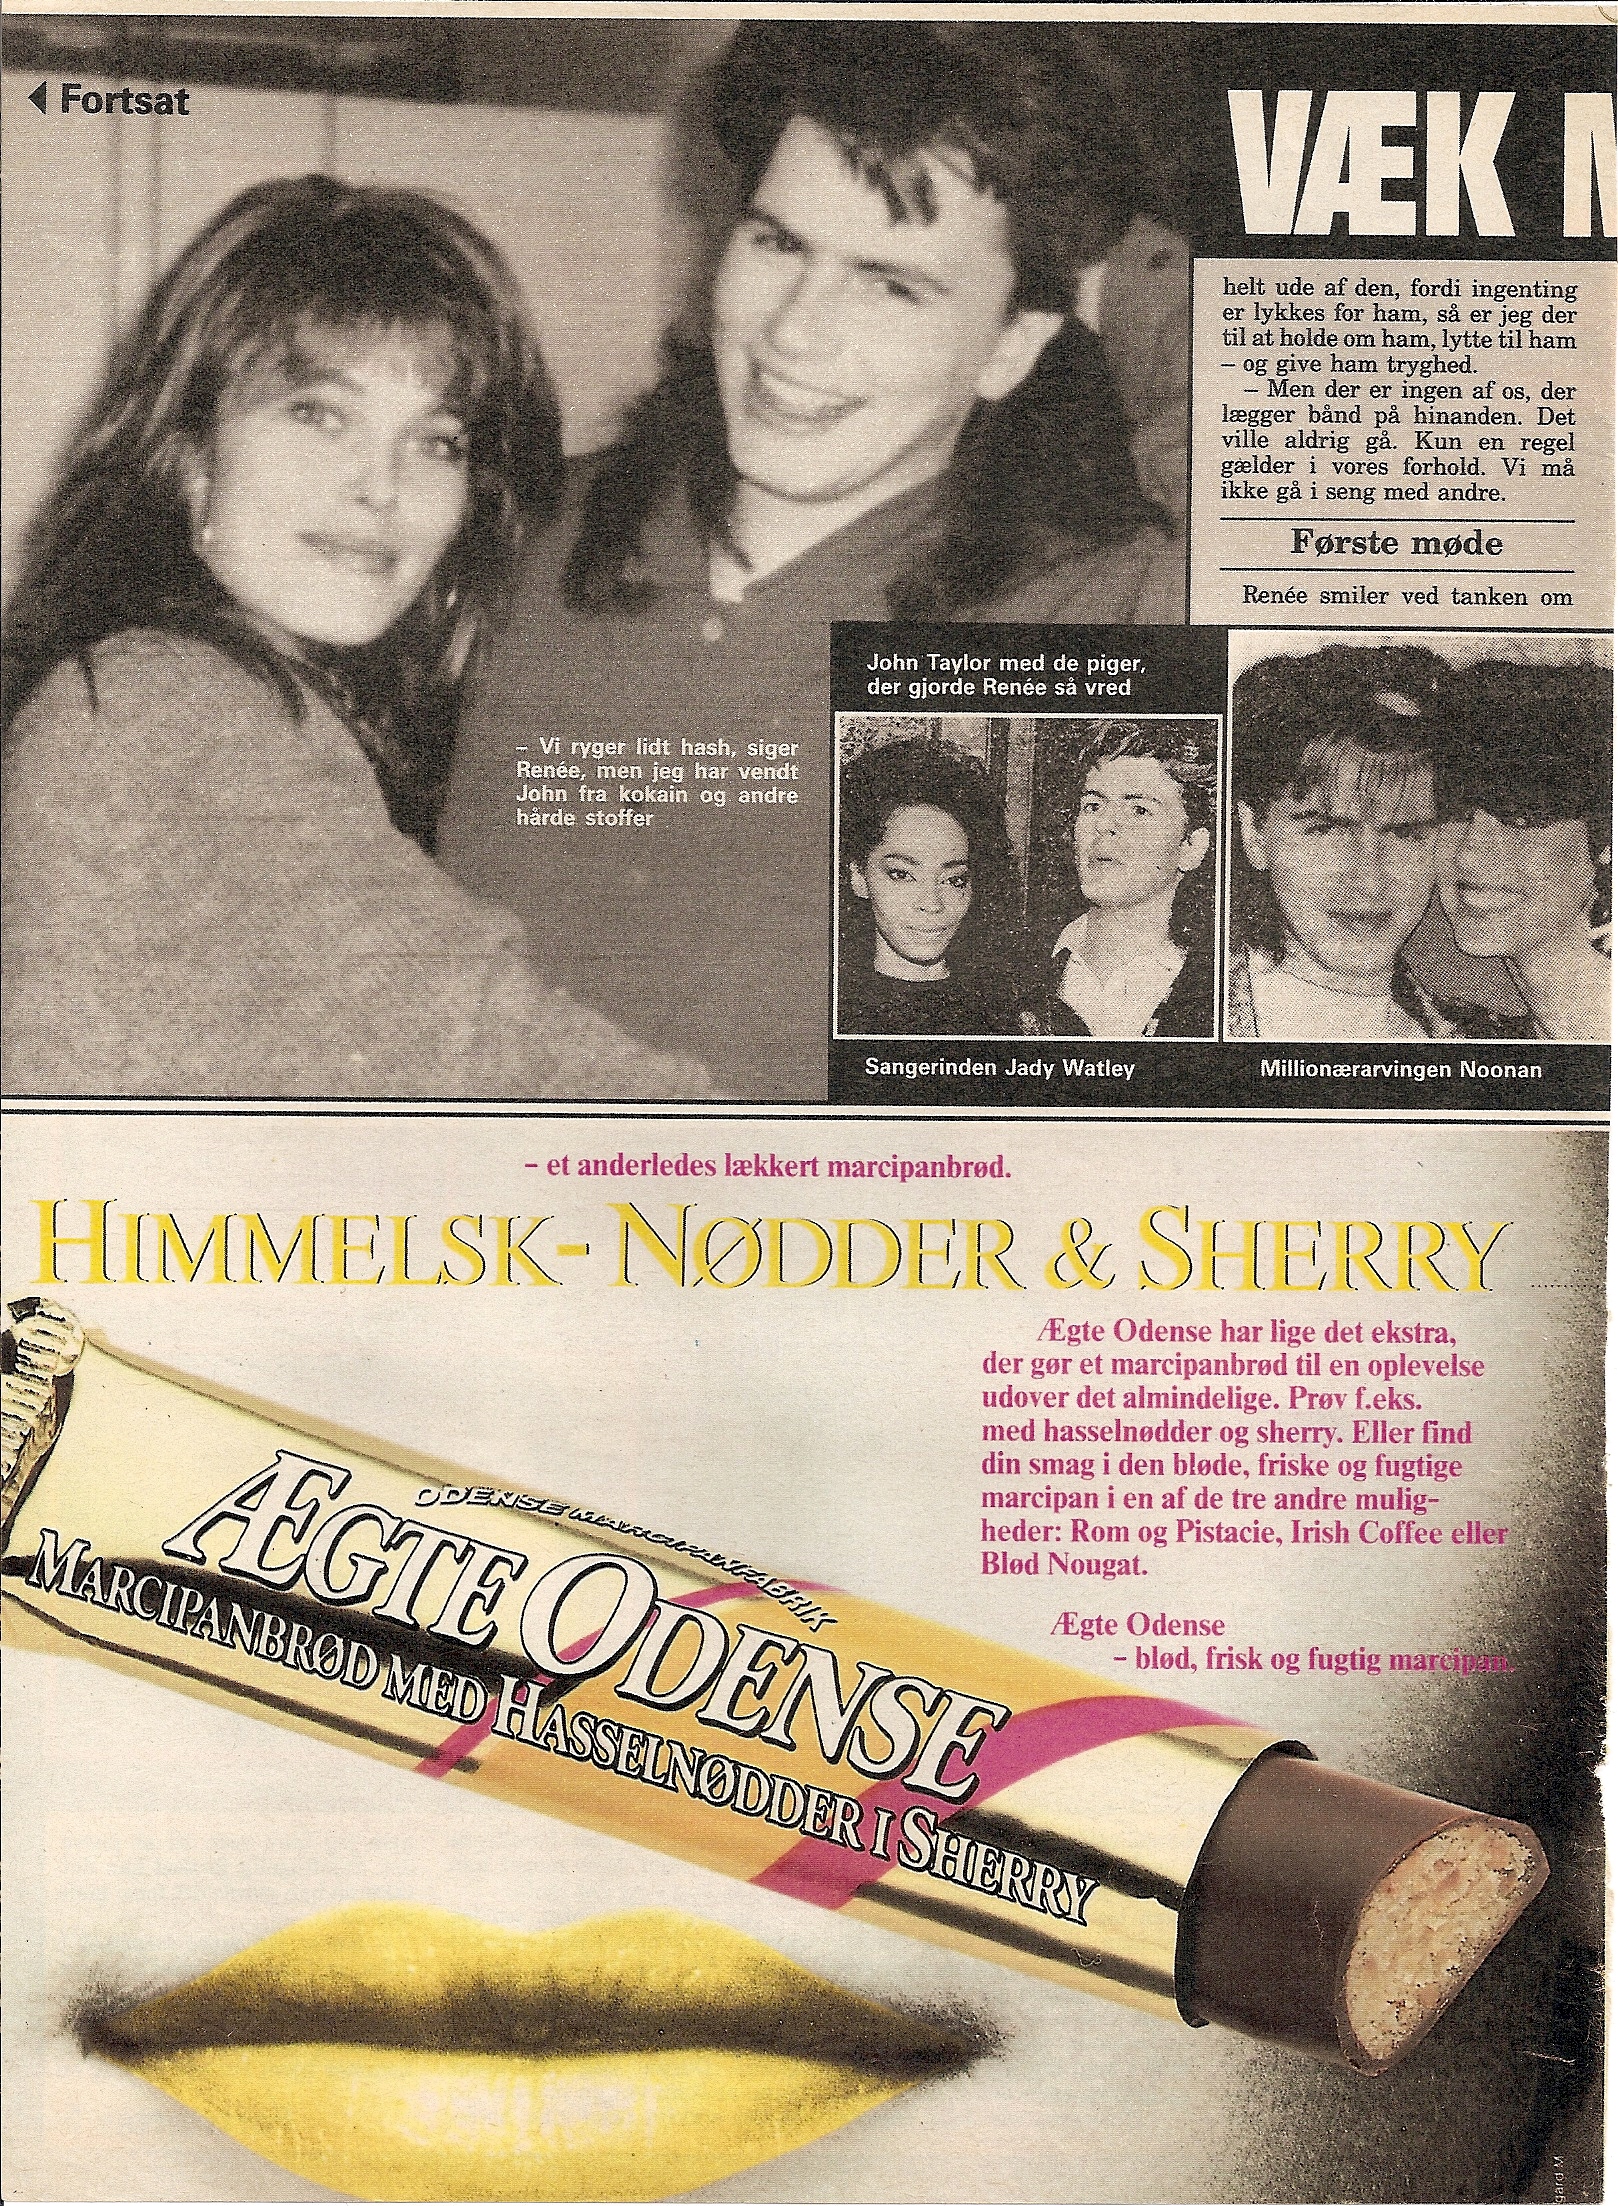 Fortsat
VÆK
helt ude af den, fordi ingenting
er lykkes for ham, så er jeg der
til at holde om ham, lytte til ham
– og give ham tryghed.
– Men der er ingen af os, der
lægger bånd på hinanden. Det
ville aldrig gå. Kun en regel
gælder i vores forhold. Vi må
ikke gå i seng med andre.
Første møde
Renée smiler ved tanken om
– Vi ryger lidt hash, siger
Renée, men jeg har vendt
John fra kokain og andre
hårde stoffer
John Taylor med de piger,
der gjorde Renée så vred
Sangerinden Jady Watley
Millionærarvingen Noonan
– et anderledes lækkert marcipanbrød.
HIMMELSK- NØDDER & SHERRY
Ægte Odense har lige det ekstra,
der gør et marcipanbrød til en oplevelse
udover det almindelige. Prøv f.eks.
med hasselnødder og sherry. Eller find
din smag i den bløde, friske og fugtige
marcipan i en af de tre andre mulig-
heder: Rom og Pistacie, Irish Coffee eller
Blød Nougat.
Ægte Odense
– blød, frisk og fugtig marcipan.
ODENSE MARCIPANFABRIK
ÆGTE ODENSE
MARCIPANBRØD MED HASSELNØDDER I SHERRY